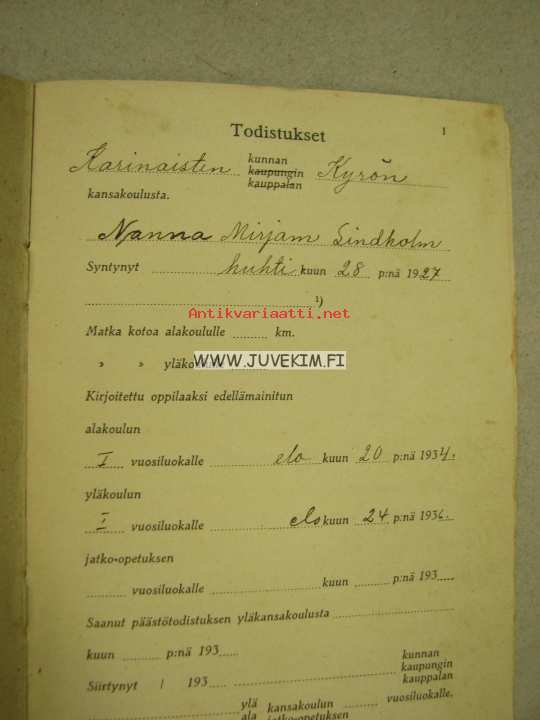 Todistukset 1
Karinaisten kunnan kaupungin kauppalan Kyrön
kansakoulusta.
Nanna Mirjam Lindholm
Syntynyt huhti kuun 28 p:nä 1927
¹)
Antikvariaatti.net
Matka kotoa alakoululle km.
» » yläko
WWW.JUVEKIM.FI
Kirjoitettu oppilaaksi edellämainitun
alakoulun
I vuosiluokalle elo kuun 20 p:nä 1934.
yläkoulun
I vuosiluokalle elo kuun 24 p:nä 1936.
jatko-opetuksen
vuosiluokalle kuun p:nä 193
Saanut päästötodistuksen yläkansakoulusta
kuun p:nä 193
Siirtynyt / 193 kunnan kaupungin kauppalan
ylä ala kansakoulun jatko-opetuksen vuosiluokalle.